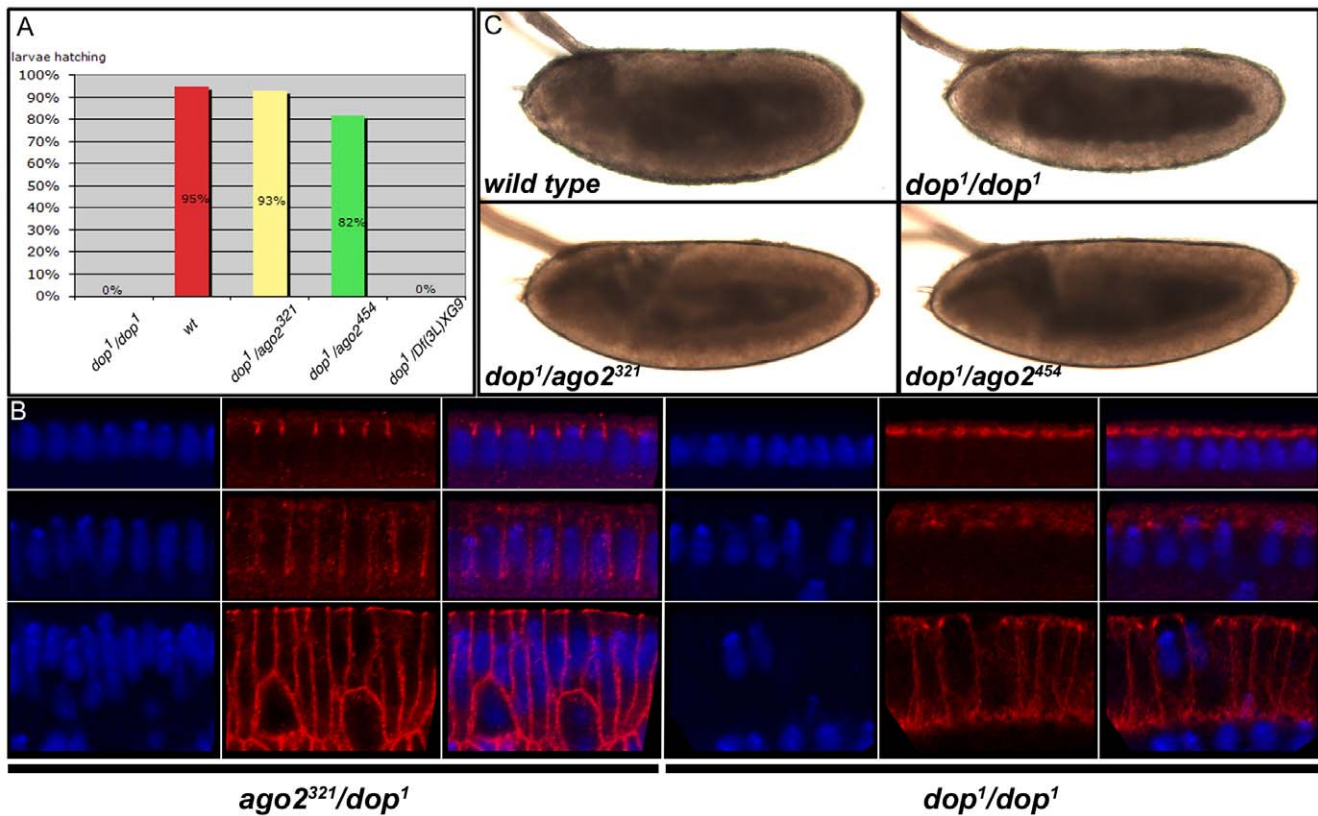 A
larvae hatching
100%
90%
80%
70%
60%
50%
40%
30%
20%
10%
0%
0%
95%
93%
82%
0%
dop¹/dop¹
wt
dop¹/ago2³²¹
dop¹/ago2⁴⁵⁴
dop¹/Df(3L)XG9
C
wild type
dop¹/dop¹
dop¹/ago2³²¹
dop¹/ago2⁴⁵⁴
B
ago2³²¹/dop¹
dop¹/dop¹